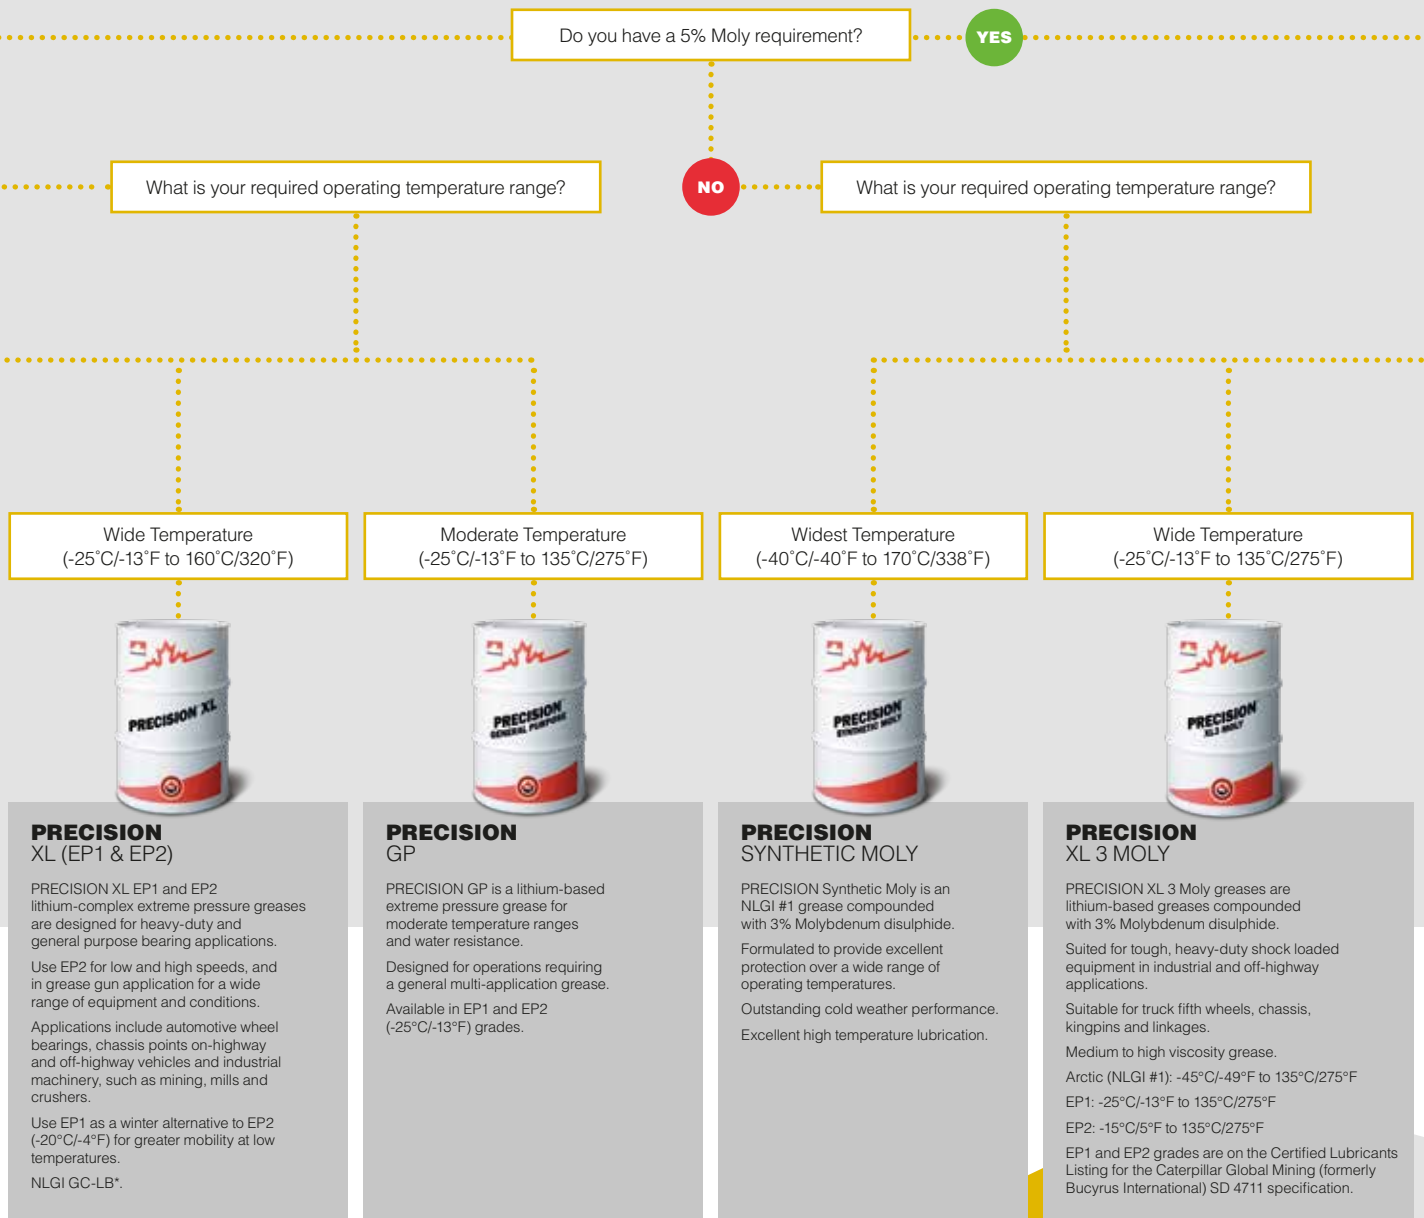 Do you have a 5% Moly requirement?
YES
What is your required operating temperature range?
NO
What is your required operating temperature range?
Wide Temperature
(-25˚C/-13˚F to 160˚C/320˚F)
Moderate Temperature
(-25˚C/-13˚F to 135˚C/275˚F)
Widest Temperature
(-40˚C/-40˚F to 170˚C/338˚F)
Wide Temperature
(-25˚C/-13˚F to 135˚C/275˚F)
PRECISION XL
PRECISION
GENERAL PURPOSE
PRECISION
SYNTHETIC MOLY
PRECISION
XL3 MOLY
PRECISION
XL (EP1 & EP2)
PRECISION XL EP1 and EP2
lithium-complex extreme pressure greases
are designed for heavy-duty and
general purpose bearing applications.
Use EP2 for low and high speeds, and
in grease gun application for a wide
range of equipment and conditions.
Applications include automotive wheel
bearings, chassis points on-highway
and off-highway vehicles and industrial
machinery, such as mining, mills and
crushers.
Use EP1 as a winter alternative to EP2
(-20°C/-4°F) for greater mobility at low
temperatures.
NLGI GC-LB*.
PRECISION
GP
PRECISION GP is a lithium-based
extreme pressure grease for
moderate temperature ranges
and water resistance.
Designed for operations requiring
a general multi-application grease.
Available in EP1 and EP2
(-25°C/-13°F) grades.
PRECISION
SYNTHETIC MOLY
PRECISION Synthetic Moly is an
NLGI #1 grease compounded
with 3% Molybdenum disulphide.
Formulated to provide excellent
protection over a wide range of
operating temperatures.
Outstanding cold weather performance.
Excellent high temperature lubrication.
PRECISION
XL 3 MOLY
PRECISION XL 3 Moly greases are
lithium-based greases compounded
with 3% Molybdenum disulphide.
Suited for tough, heavy-duty shock loaded
equipment in industrial and off-highway
applications.
Suitable for truck fifth wheels, chassis,
kingpins and linkages.
Medium to high viscosity grease.
Arctic (NLGI #1): -45°C/-49°F to 135°C/275°F
EP1: -25°C/-13°F to 135°C/275°F
EP2: -15°C/5°F to 135°C/275°F
EP1 and EP2 grades are on the Certified Lubricants
Listing for the Caterpillar Global Mining (formerly
Bucyrus International) SD 4711 specification.